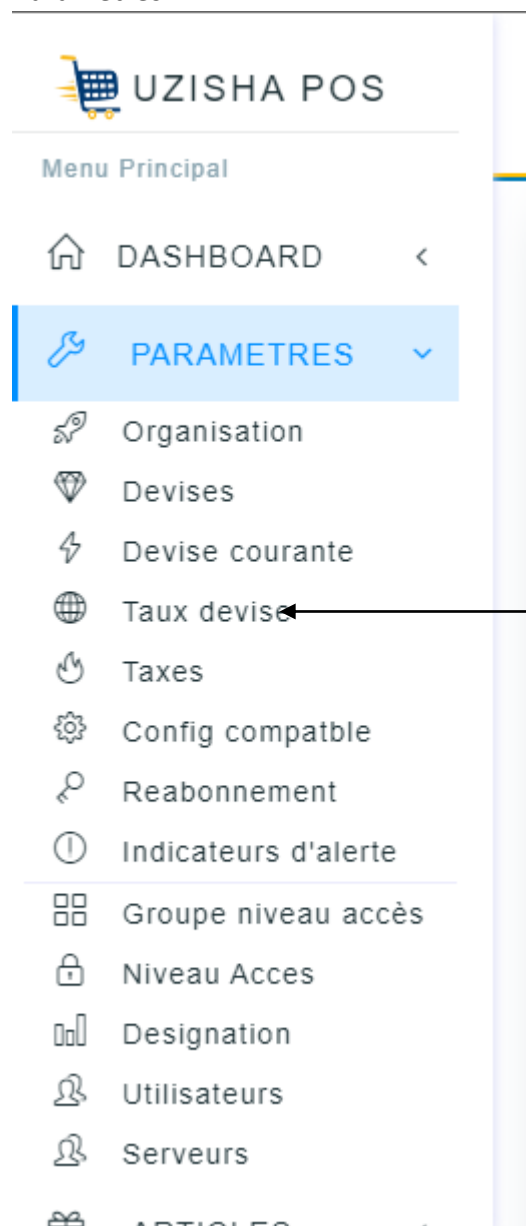 UZISHA POS
Menu Principal
DASHBOARD
PARAMETRES
Organisation
Devises
Devise courante
Taux devise
Taxes
Config compatble
Reabonnement
Indicateurs d'alerte
Groupe niveau accès
Niveau Acces
Designation
Utilisateurs
Serveurs
ARTICLES